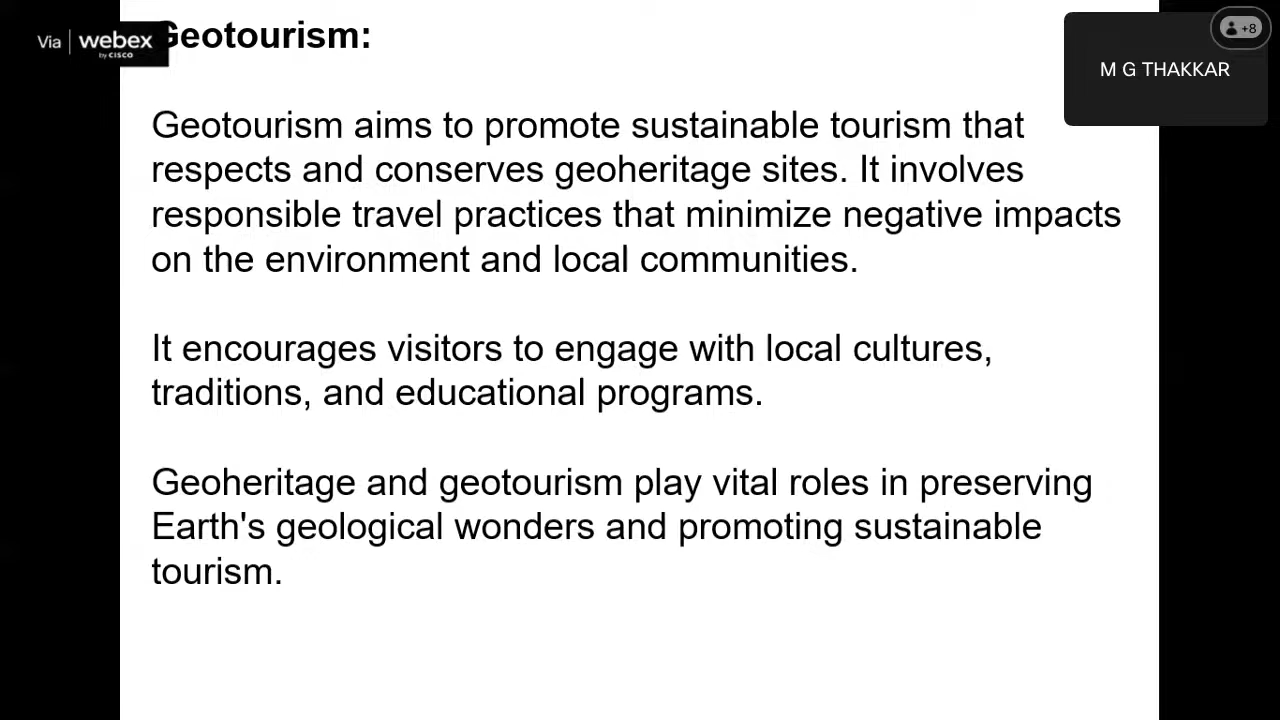 Via webex
by CISCO
Geotourism:
+8
M G THAKKAR
Geotourism aims to promote sustainable tourism that
respects and conserves geoheritage sites. It involves
responsible travel practices that minimize negative impacts
on the environment and local communities.
It encourages visitors to engage with local cultures,
traditions, and educational programs.
Geoheritage and geotourism play vital roles in preserving
Earth's geological wonders and promoting sustainable
tourism.